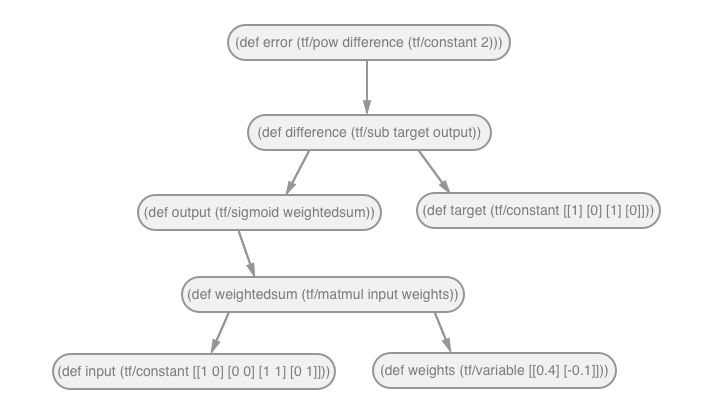 (def error (tf/pow difference (tf/constant 2)))
(def difference (tf/sub target output))
(def output (tf/sigmoid weightedsum))
(def target (tf/constant [[1] [0] [1] [0]]))
(def weightedsum (tf/matmul input weights))
(def input (tf/constant [[1 0] [0 0] [1 1] [0 1]]))
(def weights (tf/variable [[0.4] [-0.1]]))